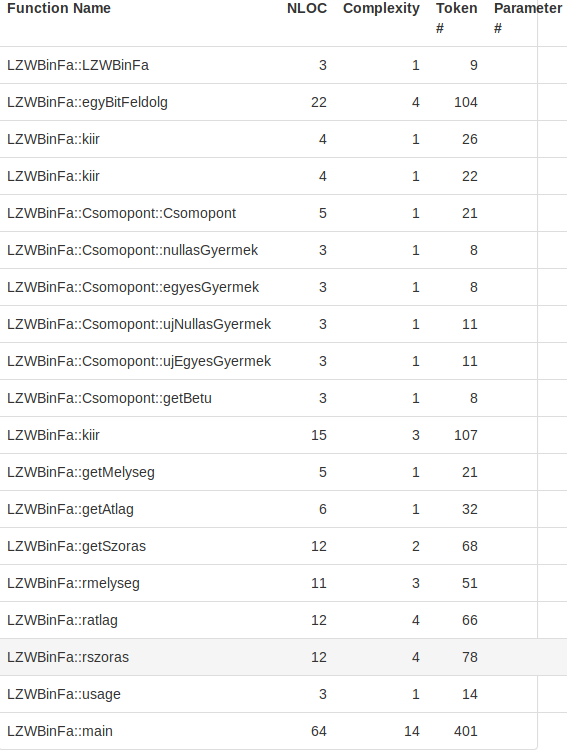 Function Name NLOC Complexity Token Parameter
# #
LZWBinFa::LZWBinFa 3 1 9
LZWBinFa::egyBitFeldolg 22 4 104
LZWBinFa::kiir 4 1 26
LZWBinFa::kiir 4 1 22
LZWBinFa::Csomopont::Csomopont 5 1 21
LZWBinFa::Csomopont::nullasGyermek 3 1 8
LZWBinFa::Csomopont::egyesGyermek 3 1 8
LZWBinFa::Csomopont::ujNullasGyermek 3 1 11
LZWBinFa::Csomopont::ujEgyesGyermek 3 1 11
LZWBinFa::Csomopont::getBetu 3 1 8
LZWBinFa::kiir 15 3 107
LZWBinFa::getMelyseg 5 1 21
LZWBinFa::getAtlag 6 1 32
LZWBinFa::getSzoras 12 2 68
LZWBinFa::rmelyseg 11 3 51
LZWBinFa::ratlag 12 4 66
LZWBinFa::rszoras 12 4 78
LZWBinFa::usage 3 1 14
LZWBinFa::main 64 14 401